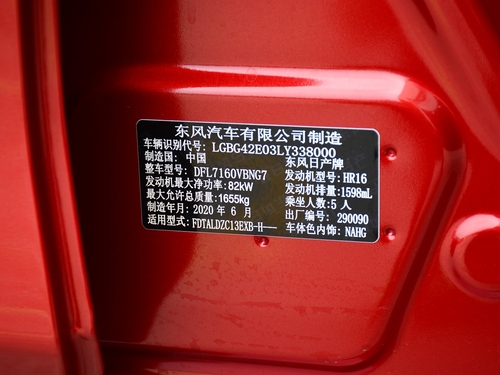 东风汽车有限公司制造
车辆识别代号: LGBG42E03LY338000
制造国: 中国 东风日产牌
整车型号: DFL7160VBNG7 发动机型号: HR16
发动机最大净功率: 82kW 发动机排量: 1598mL
最大允许总质量: 1655kg 乘坐人数: 5 人
制造年月: 2020 年 6 月 出厂编号: 290090
适用型式: FDTALDZC13EXB-H-- 车体色内饰: NAHG